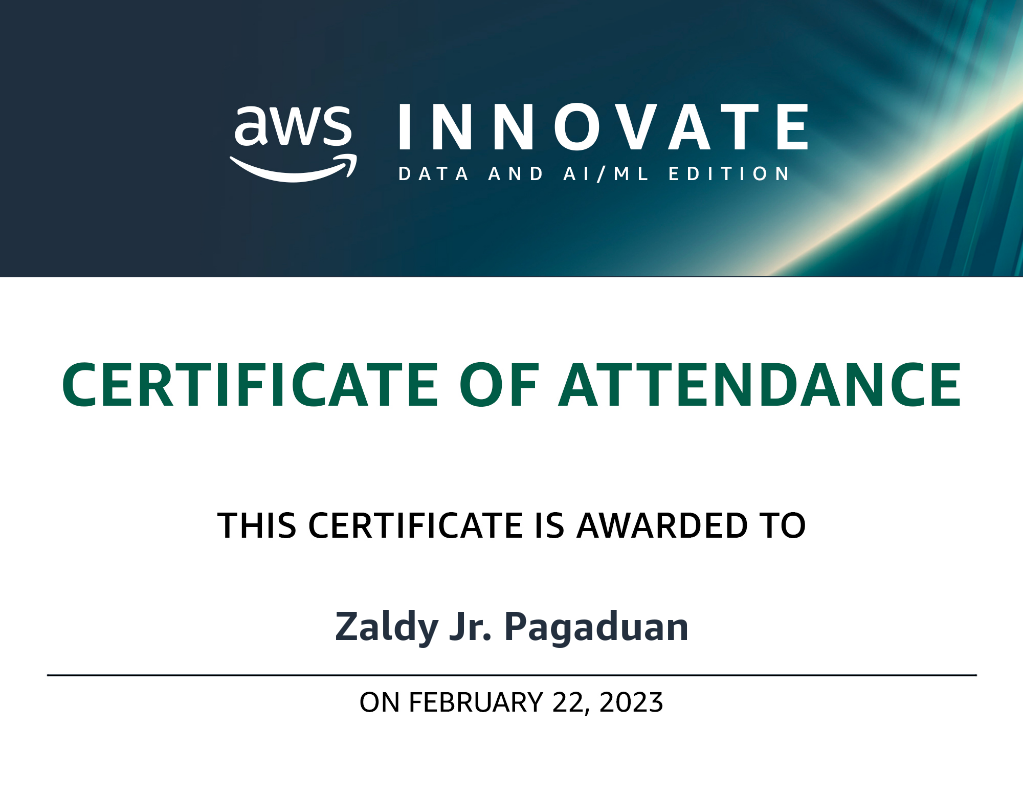 aws INNOVATE
DATA AND AI/ML EDITION
CERTIFICATE OF ATTENDANCE
THIS CERTIFICATE IS AWARDED TO
Zaldy Jr. Pagaduan
ON FEBRUARY 22, 2023